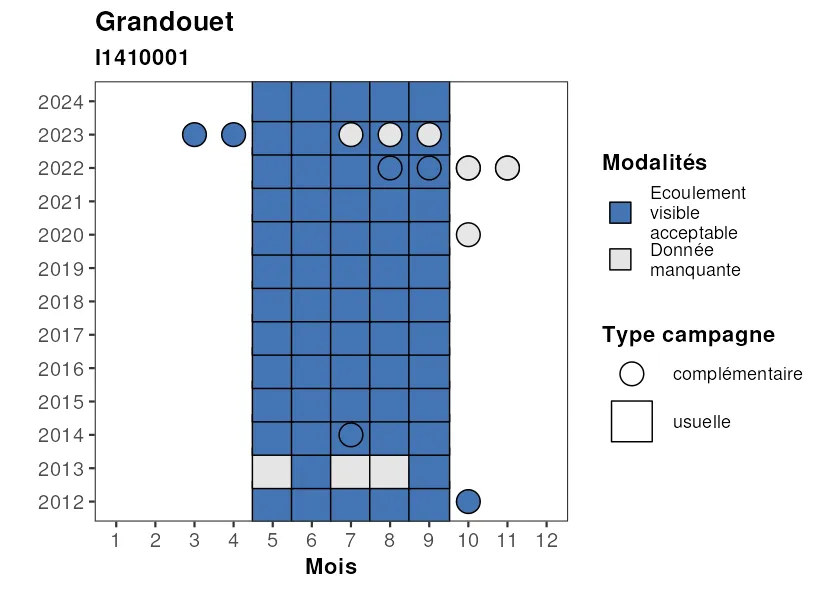 Grandouet
I1410001
2024
2023
2022
2021
2020
2019
2018
2017
2016
2015
2014
2013
2012
1 2 3 4 5 6 7 8 9 10 11 12
Mois
Modalités
Ecoulement
visible
acceptable
Donnée
manquante
Type campagne
complémentaire
usuelle